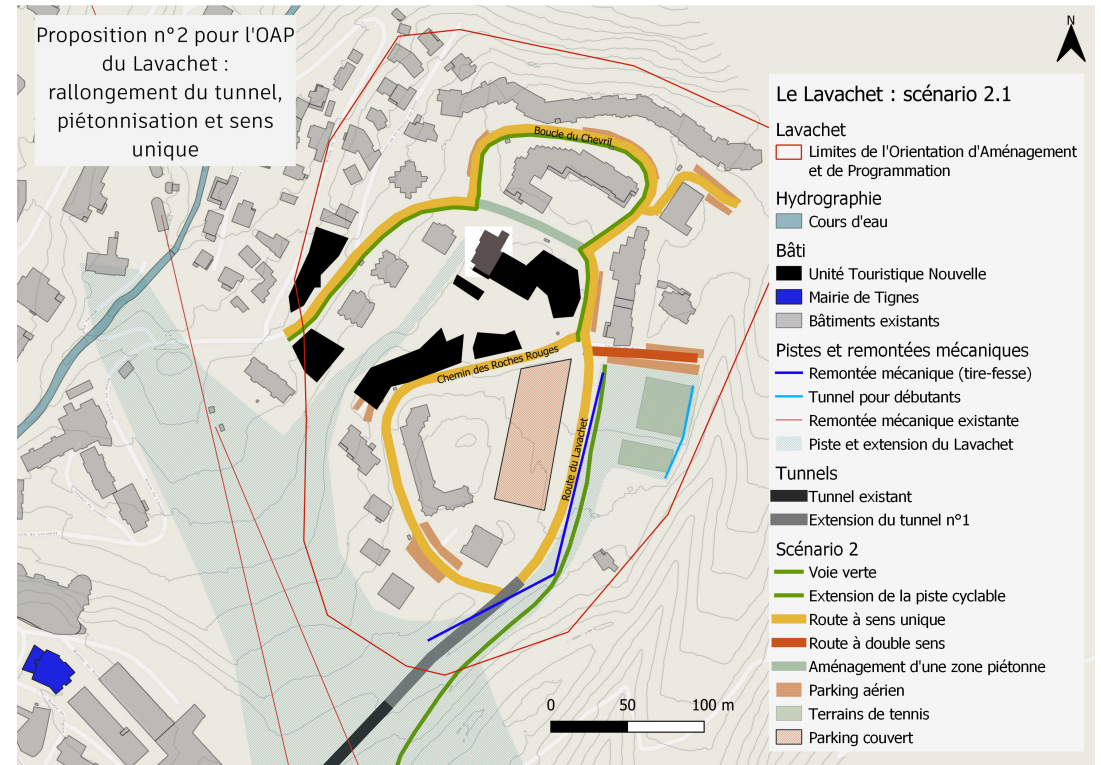 Proposition n°2 pour l'OAP
du Lavachet :
rallongement du tunnel,
piétonnisation et sens
unique
N
Le Lavachet : scénario 2.1
Lavachet
Limites de l'Orientation d'Aménagement
et de Programmation
Hydrographie
Cours d'eau
Bâti
Unité Touristique Nouvelle
Mairie de Tignes
Bâtiments existants
Pistes et remontées mécaniques
Remontée mécanique (tire-fesse)
Tunnel pour débutants
Remontée mécanique existante
Piste et extension du Lavachet
Tunnels
Tunnel existant
Extension du tunnel n°1
Scénario 2
Voie verte
Extension de la piste cyclable
Route à sens unique
Route à double sens
Aménagement d'une zone piétonne
Parking aérien
Terrains de tennis
Parking couvert
Boucle du Chevril
Chemin des Roches Rouges
Route du Lavachet
0 50 100 m